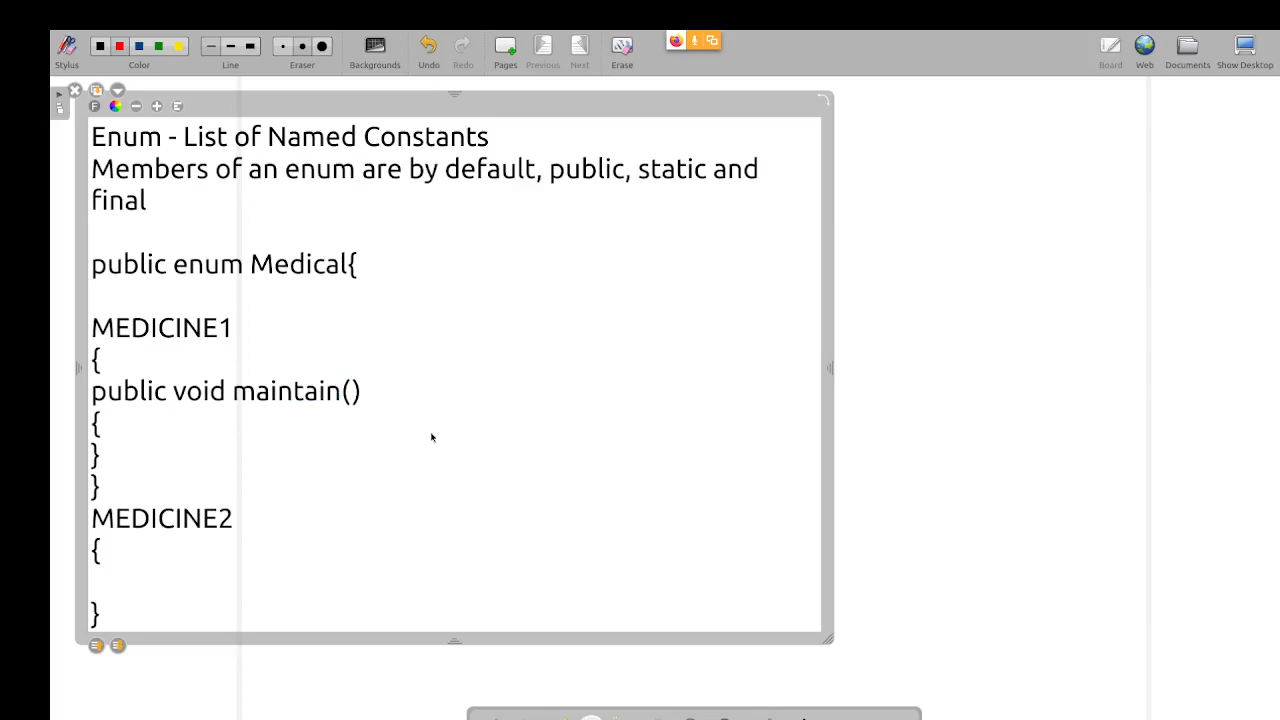 Stylus
Color
Line
Eraser
Backgrounds
Undo
Redo
Pages
Previous
Next
Erase
Board
Web
Documents
Show Desktop
Enum - List of Named Constants
Members of an enum are by default, public, static and
final
public enum Medical{
MEDICINE1
{
public void maintain()
{
}
}
MEDICINE2
{
}